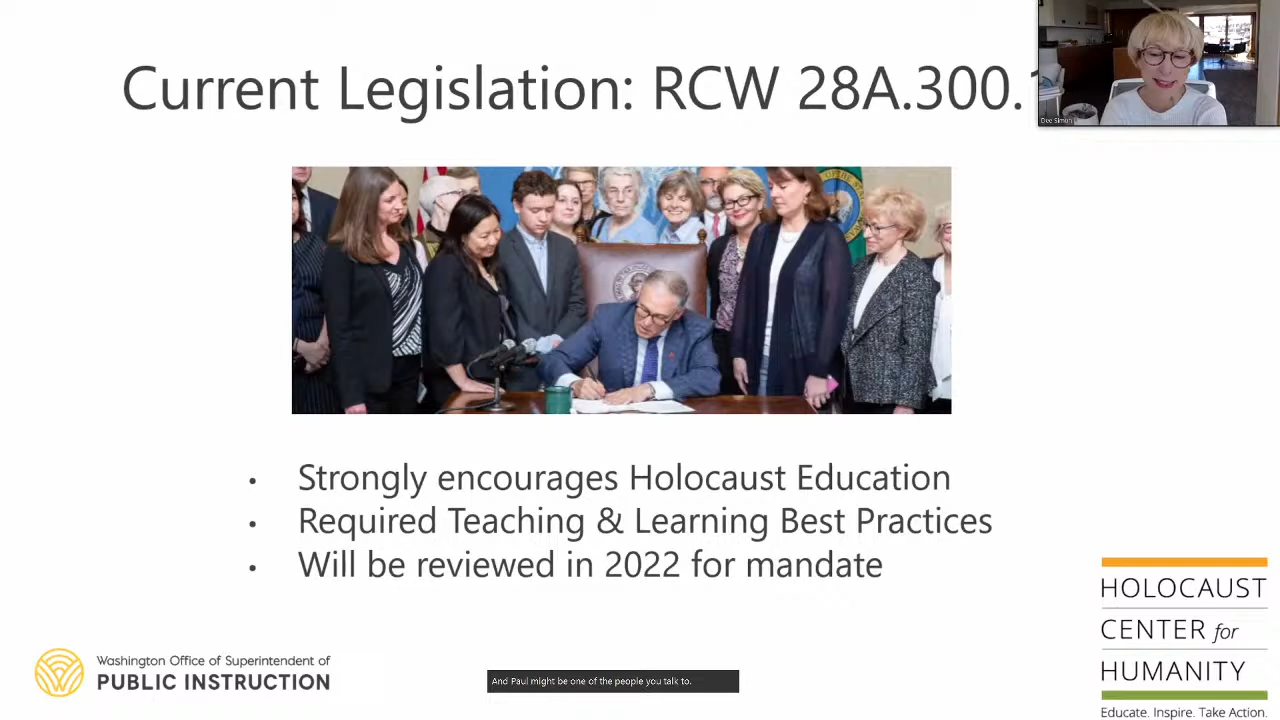 Current Legislation: RCW 28A.300.
Dee Simon
Strongly encourages Holocaust Education
Required Teaching & Learning Best Practices
Will be reviewed in 2022 for mandate
Washington Office of Superintendent of
PUBLIC INSTRUCTION
And Paul might be one of the people you talk to.
HOLOCAUST
CENTER for
HUMANITY
Educate. Inspire. Take Action.